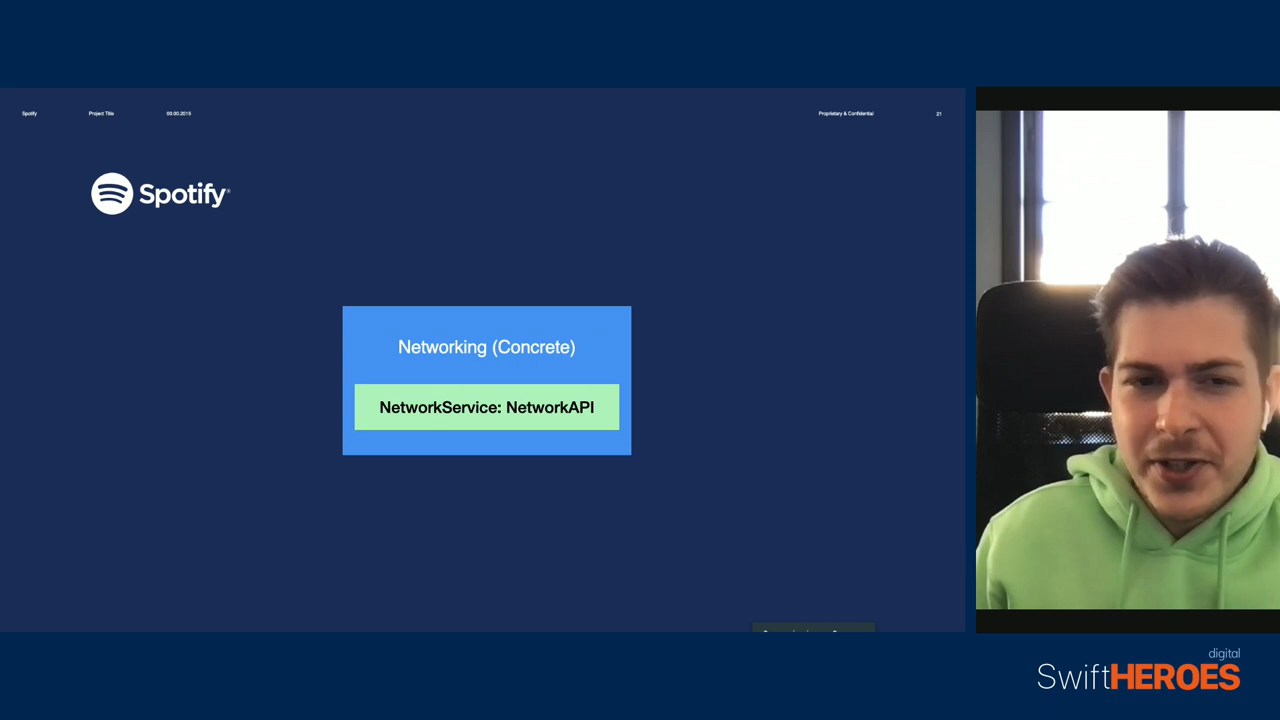 Spotify
Project Title
00.00.2015
Proprietary & Confidential
21
Spotify®
Networking (Concrete)
NetworkService: NetworkAPI
digital
SwiftHEROES